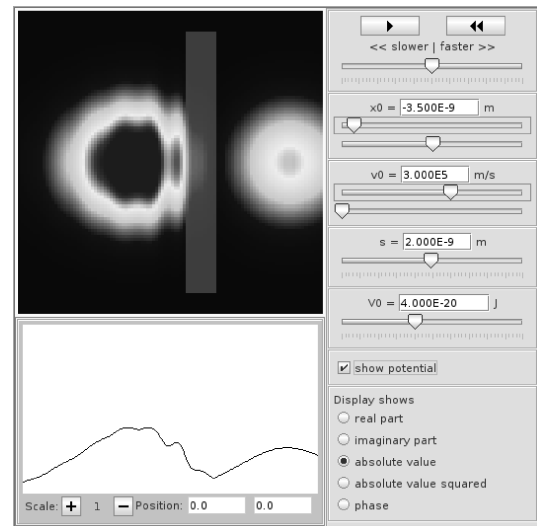 << slower | faster >>
x0 = -3.500E-9 m
v0 = 3.000E5 m/s
s = 2.000E-9 m
V0 = 4.000E-20 J
show potential
Display shows
real part
imaginary part
absolute value
absolute value squared
phase
Scale: + 1 − Position: 0.0 0.0